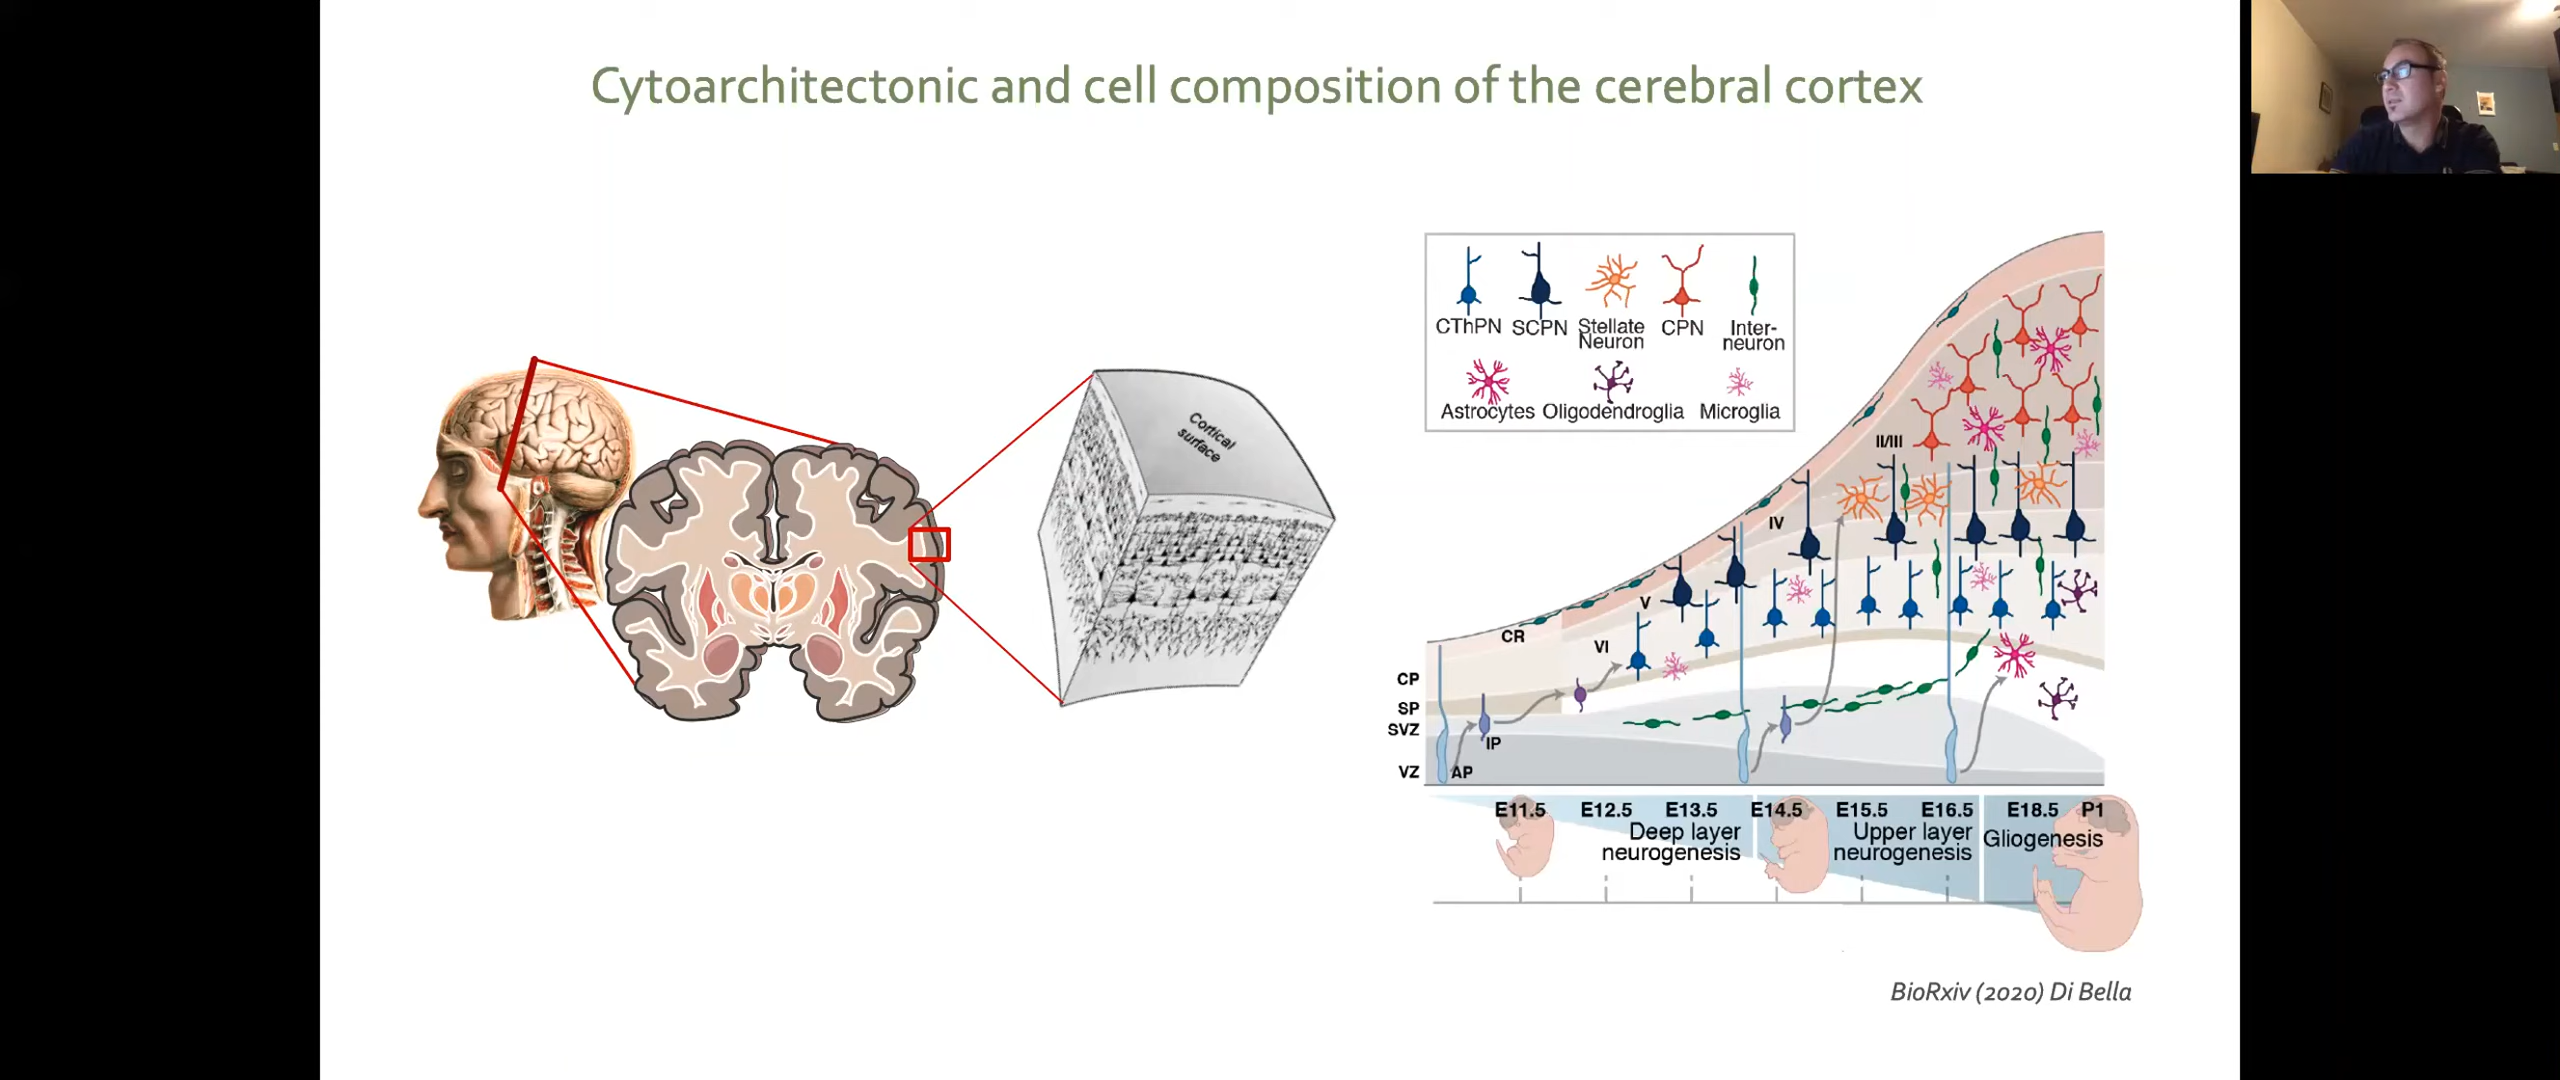 Cytoarchitectonic and cell composition of the cerebral cortex
Cortical
surface
CThPN SCPN Stellate Neuron CPN Inter-neuron
Astrocytes Oligodendroglia Microglia
II/III
IV
V
VI
CR
CP
SP
SVZ
VZ
IP
AP
E11.5 E12.5 E13.5 E14.5 E15.5 E16.5 E18.5 P1
Deep layer
neurogenesis
Upper layer
neurogenesis
Gliogenesis
BioRxiv (2020) Di Bella